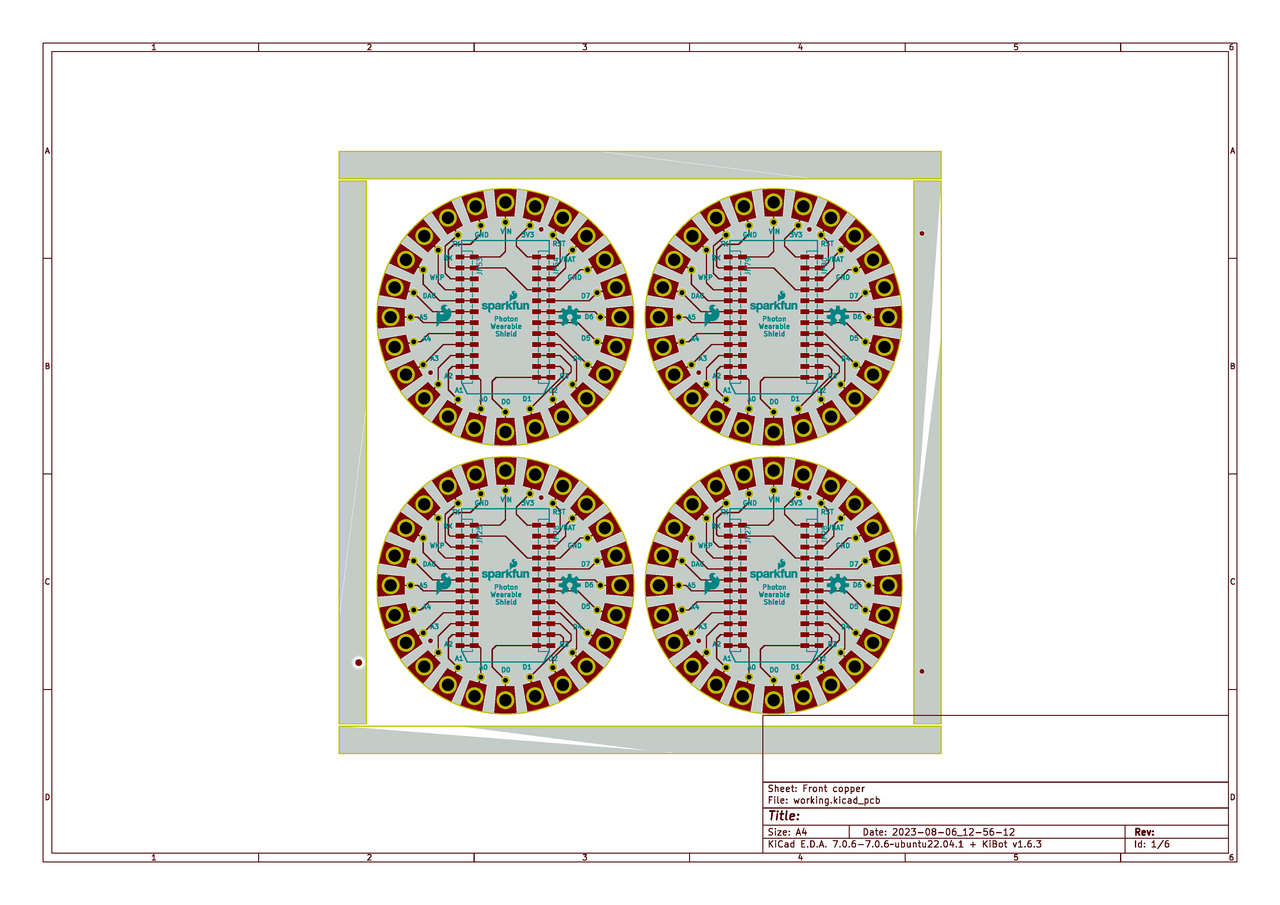 1 2 3 4 5 6
A A
VIN VIN
GND 3V3 GND 3V3
RST RST
VBAT VBAT
WKP GND WKP GND
DAC D7 DAC D7
sparkfun sparkfun
A5 Photon D6 A5 Photon D6
Wearable Wearable
Shield Shield
A4 D5 A4 D5
A3 D4 A3 D4
B B
A2 A2
A1 A1
A0 D0 D1 A0 D0 D1
VIN VIN
GND 3V3 GND 3V3
RST RST
VBAT VBAT
WKP GND WKP GND
DAC D7 DAC D7
sparkfun sparkfun
C C
A5 Photon D6 A5 Photon D6
Wearable Wearable
Shield Shield
A4 D5 A4 D5
A3 D4 A3 D4
A2 A2
A1 D2 A1 D2
A0 D0 D1 A0 D0 D1
Sheet: Front copper
D D
File: working.kicad_pcb
Title:
Size: A4 Date: 2023-08-06_12-56-12 Rev:
KiCad E.D.A. 7.0.6-7.0.6~ubuntu22.04.1 + KiBot v1.6.3 Id: 1/6
1 2 3 4 5 6